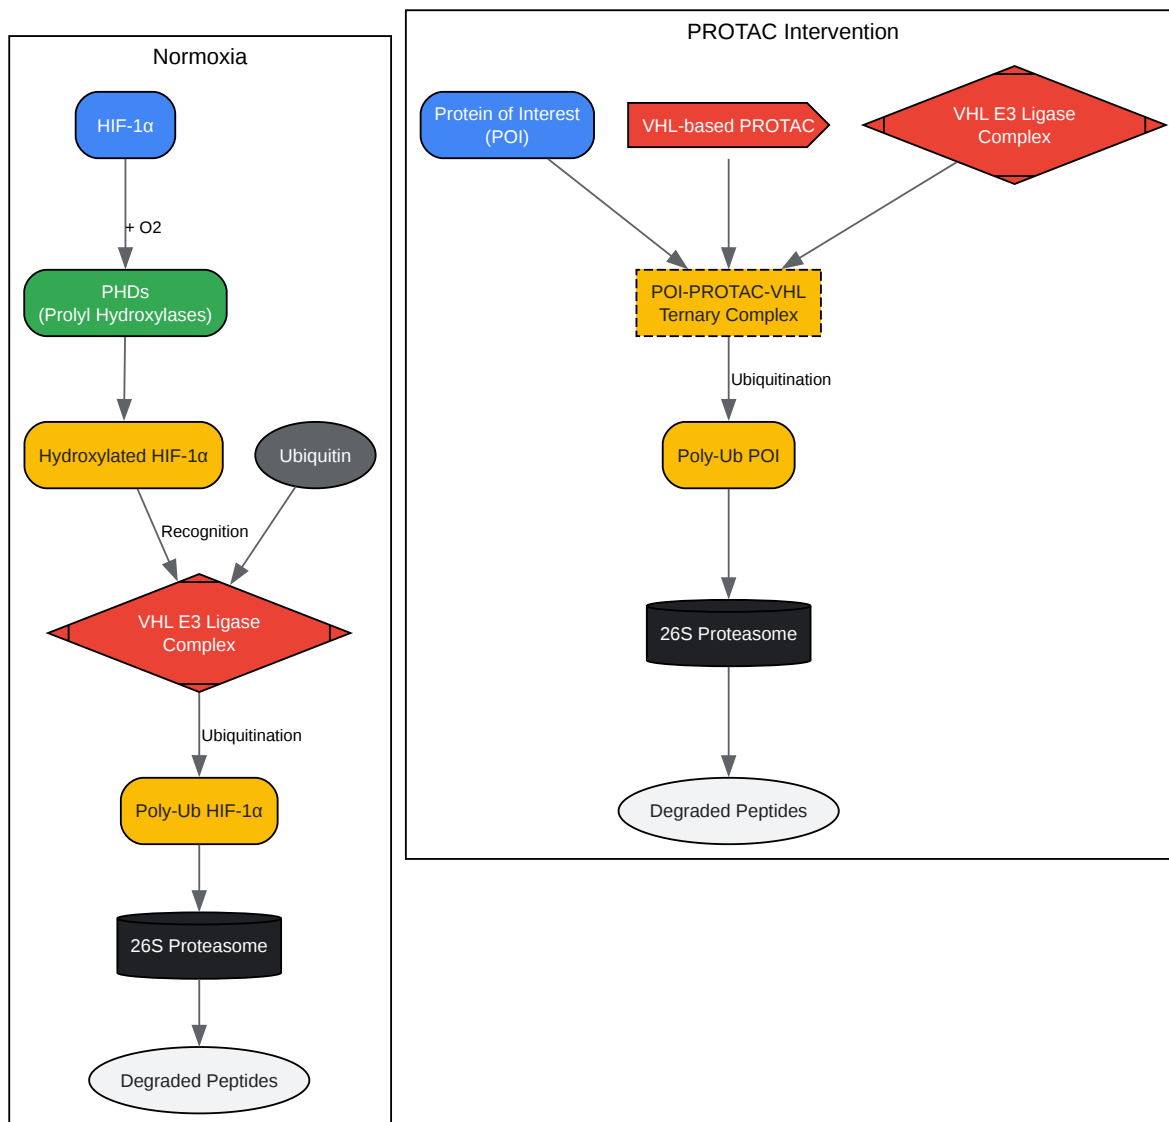 Normoxia
HIF-1α
+ O2
PHDs
(Prolyl Hydroxylases)
Hydroxylated HIF-1α
Ubiquitin
Recognition
VHL E3 Ligase
Complex
Ubiquitination
Poly-Ub HIF-1α
26S Proteasome
Degraded Peptides
PROTAC Intervention
Protein of Interest
(POI)
VHL-based PROTAC
VHL E3 Ligase
Complex
POI-PROTAC-VHL
Ternary Complex
Ubiquitination
Poly-Ub POI
26S Proteasome
Degraded Peptides